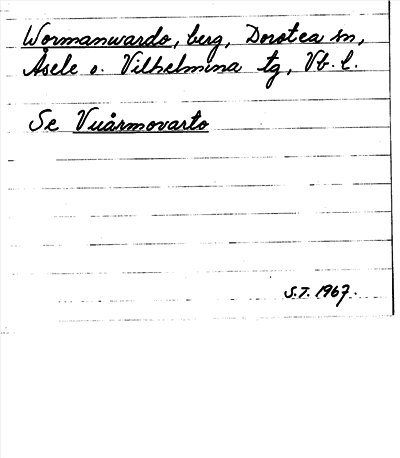 Wormanwardo, berg, Dorotea sn,
Åsele o. Vilhelmina tg, Vb. l.
Se Vuårmovarto
S.T. 1967.